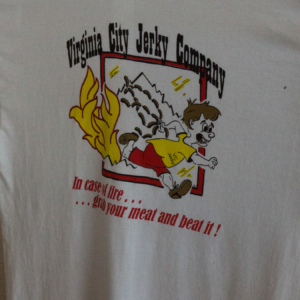 Virginia City Jerky Company
In case of fire...
...grab your meat and beat it!